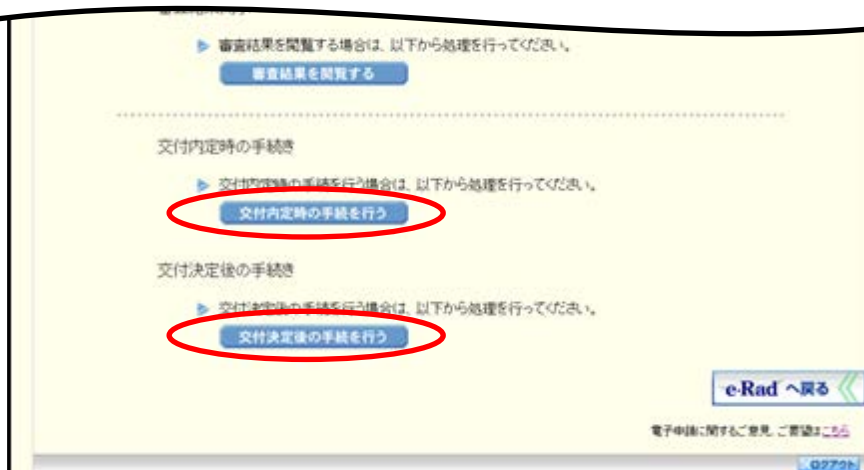 審査結果を閲覧する場合は、以下から処理を行ってください。
審査結果を閲覧する
交付内定時の手続き
交付内定時の手続を行う場合は、以下から処理を行ってください。
交付内定時の手続を行う
交付決定後の手続き
交付決定後の手続を行う場合は、以下から処理を行ってください。
交付決定後の手続を行う
e-Rad へ戻る
電子申請に関するご意見、ご要望はこちら
ログアウト